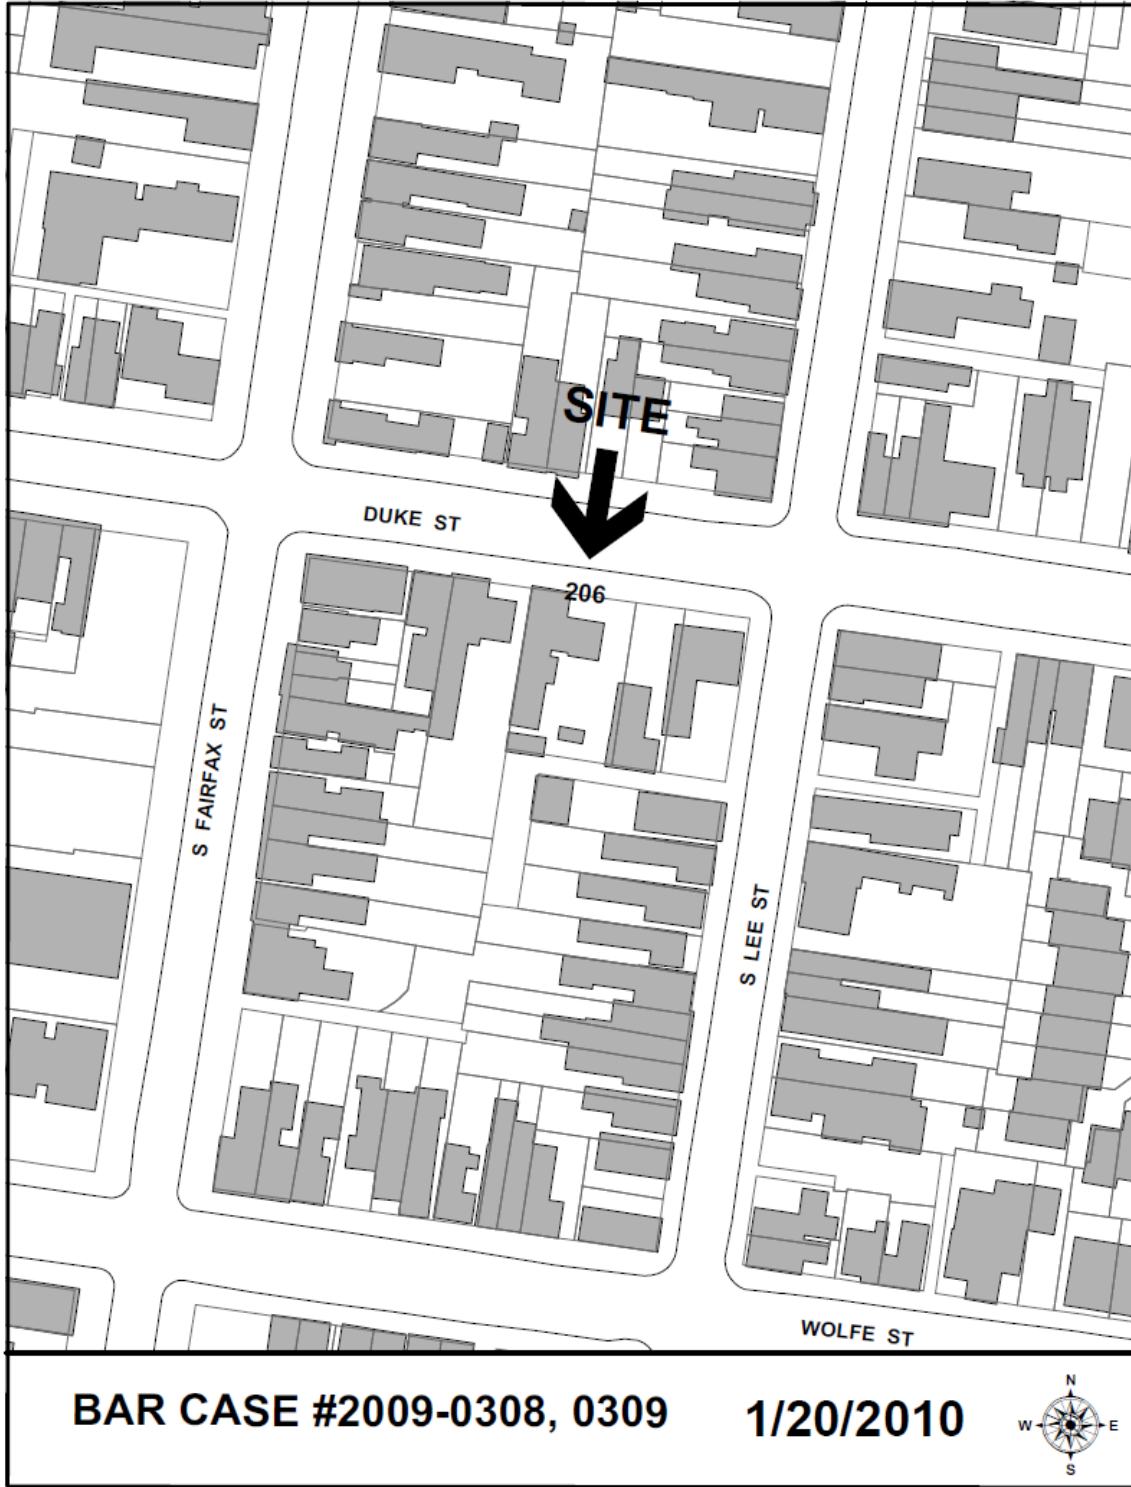 SITE
DUKE ST
206
S FAIRFAX ST
S LEE ST
WOLFE ST
BAR CASE #2009-0308, 0309
1/20/2010
N
W E
S